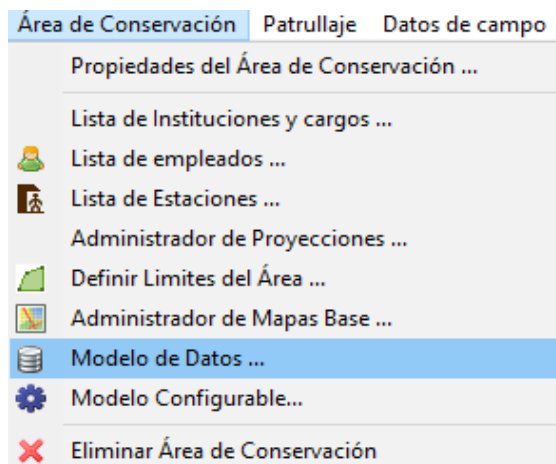 Área de Conservación Patrullaje Datos de campo
Propiedades del Área de Conservación ...
Lista de Instituciones y cargos ...
Lista de empleados ...
Lista de Estaciones ...
Administrador de Proyecciones ...
Definir Limites del Área ...
Administrador de Mapas Base ...
Modelo de Datos ...
Modelo Configurable...
Eliminar Área de Conservación